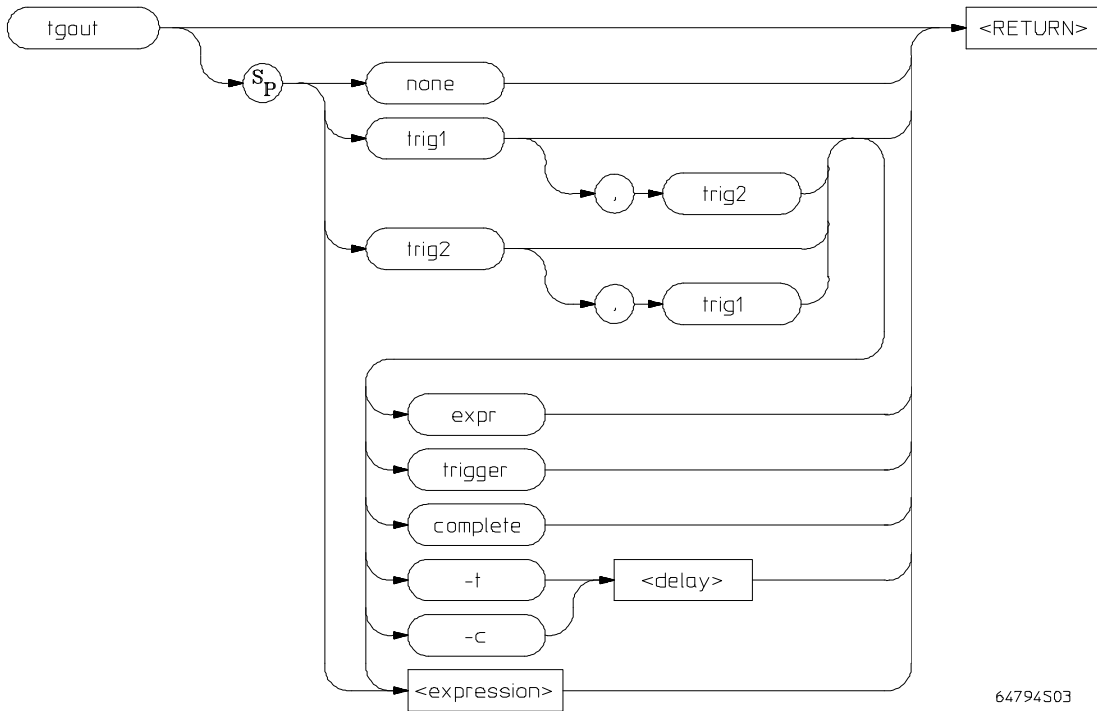 tgout
<RETURN>
SP
none
trig1
, trig2
trig2
, trig1
expr
trigger
complete
-t <delay>
-c
<expression>
64794S03